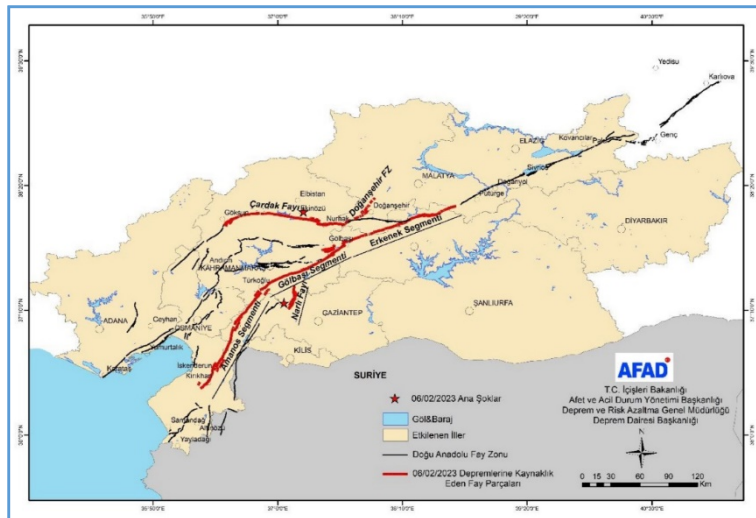 Yedisu
Karlıova
ELAZIĞ
Kovancılar
Genç
Sivrice
MALATYA
Doğanyol
Pütürge
Elbistan
Doğanşehir FZ
Doğanşehir
Çardak Fayı
Göksun
Nurhak
DİYARBAKIR
Erkenek Segmenti
Gölbaşı
Andırın
KAHRAMANMARAŞ
Gölbaşı Segmenti
Türkoğlu
Narlı Fayı
ŞANLIURFA
ADANA
Ceyhan
OSMANİYE
GAZİANTEP
Yumurtalık
Karataş
İskenderun
Kırıkhan
Amanos Segmenti
KİLİS
SURİYE
Samandağ
Altınözü
Yayladağı
AFAD
T.C. İçişleri Bakanlığı
Afet ve Acil Durum Yönetimi Başkanlığı
Deprem ve Risk Azaltma Genel Müdürlüğü
Deprem Dairesi Başkanlığı
06/02/2023 Ana Şoklar
Göl&Baraj
Etkilenen İller
Doğu Anadolu Fay Zonu
06/02/2023 Depremlerine Kaynaklık
Eden Fay Parçaları
N
0 15 30 60 90 120
Km